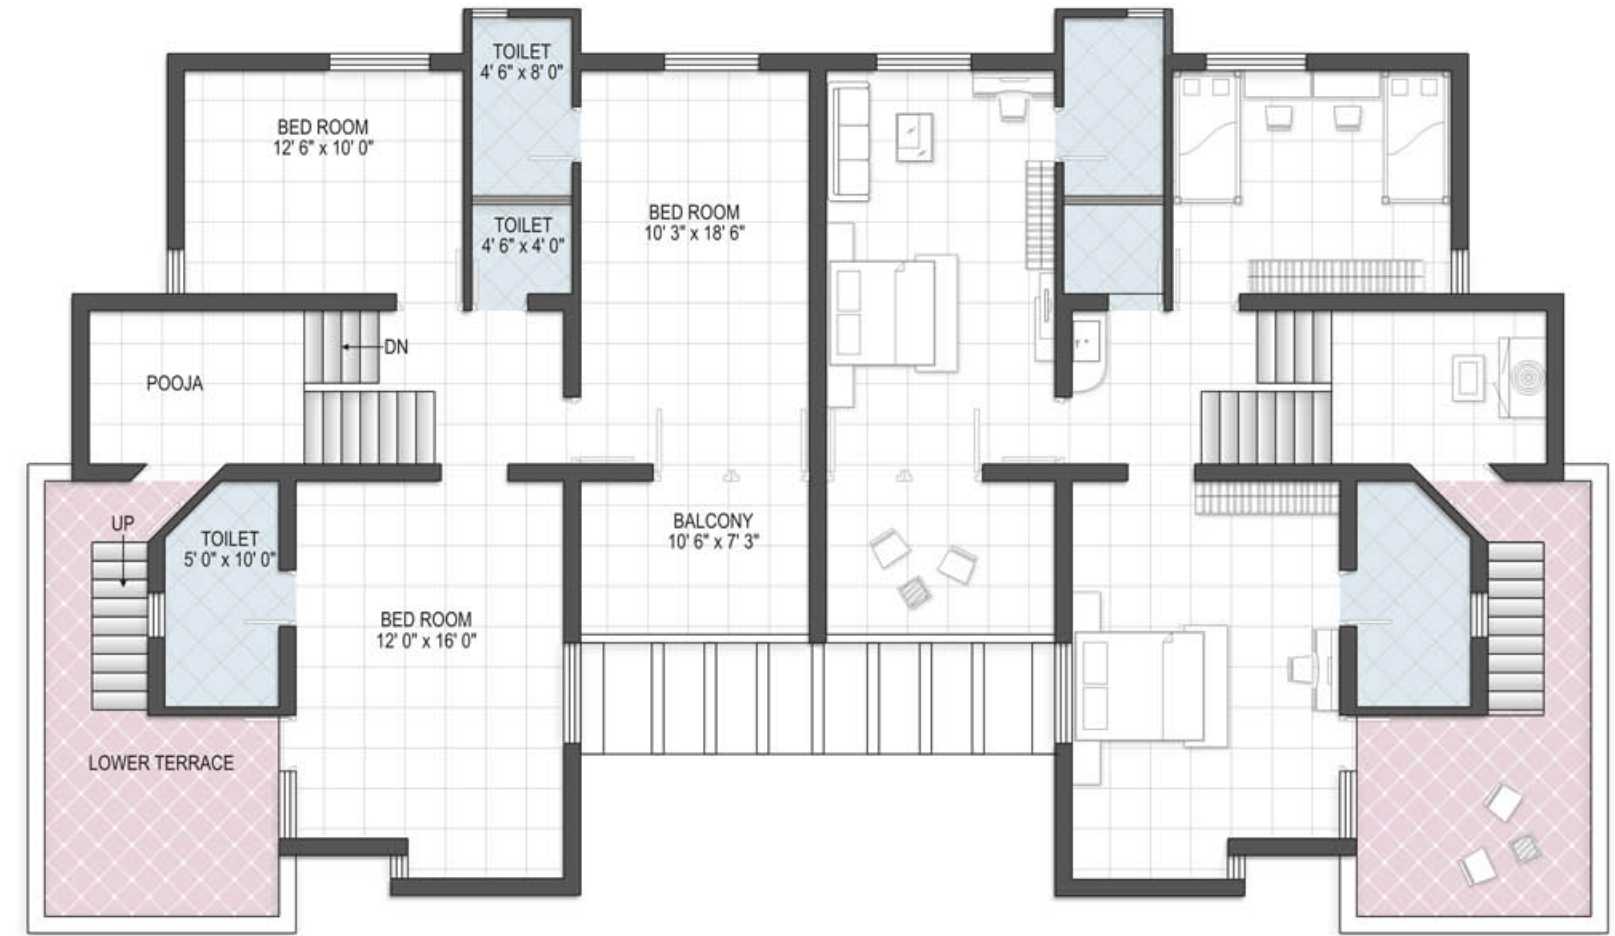 TOILET
4' 6" x 8' 0"
BED ROOM
12' 6" x 10' 0"
TOILET
4' 6" x 4' 0"
BED ROOM
10' 3" x 18' 6"
DN
POOJA
UP
TOILET
5' 0" x 10' 0"
BALCONY
10' 6" x 7' 3"
BED ROOM
12' 0" x 16' 0"
LOWER TERRACE